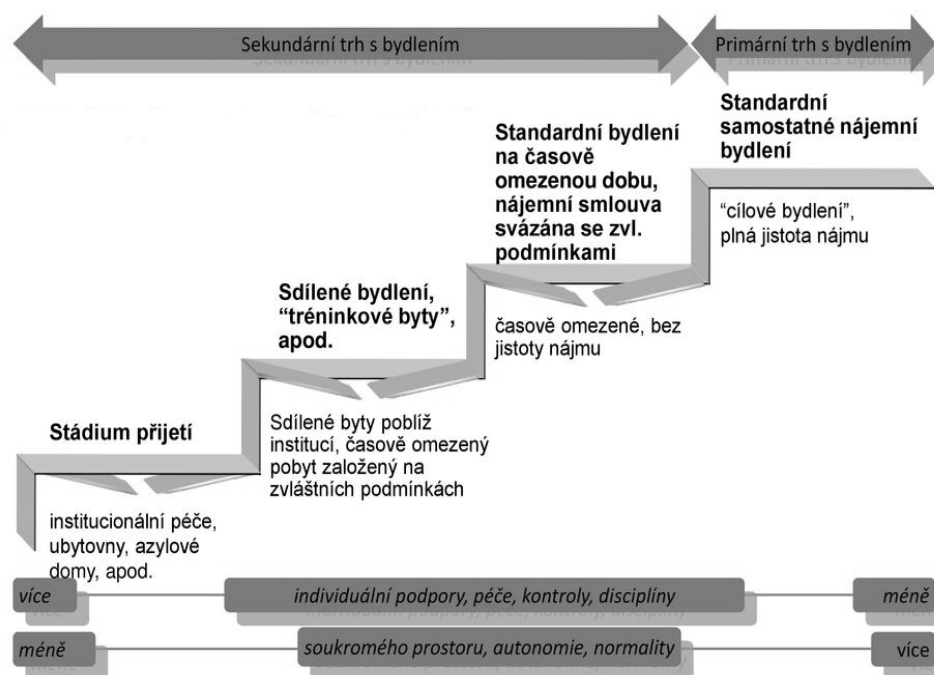 Sekundární trh s bydlením
Primární trh s bydlením
Standardní
samostatné nájemní
bydlení
“cílové bydlení”,
plná jistota nájmu
Standardní bydlení
na časově
omezenou dobu,
nájemní smlouva
svázána se zvl.
podmínkami
časově omezené, bez
jistoty nájmu
Sdílené bydlení,
“tréninkové byty”,
apod.
Sdílené byty poblíž
institucí, časově omezený
pobyt založený na
zvláštních podmínkách
Stádium přijetí
institucionální péče,
ubytovny, azylové
domy, apod.
více individuální podpory, péče, kontroly, disciplíny méně
méně soukromého prostoru, autonomie, normality více